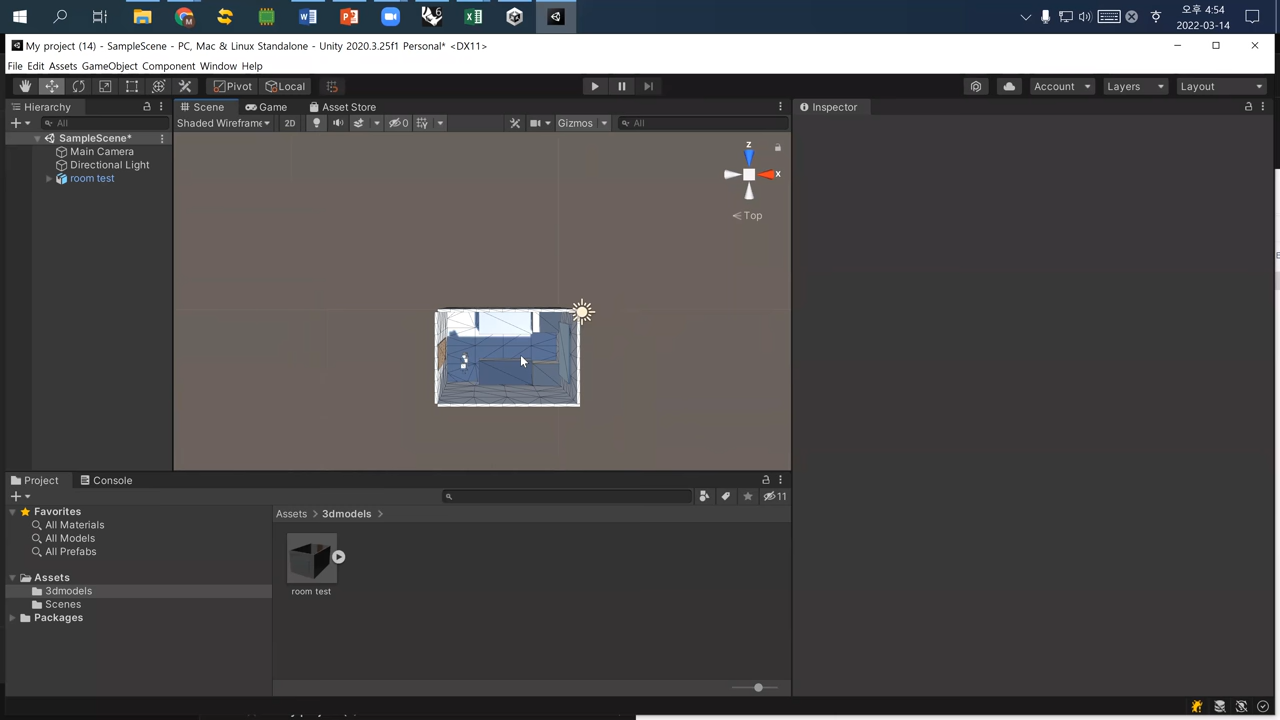 오후 4:54
2022-03-14
My project (14) - SampleScene - PC, Mac & Linux Standalone - Unity 2020.3.25f1 Personal* <DX11>
File Edit Assets GameObject Component Window Help
Pivot Local Account Layers Layout
Hierarchy Scene Game Asset Store Inspector
All Shaded Wireframe 2D 0 Gizmos All
SampleScene*
Main Camera
Directional Light
room test
z
x
Top
Project Console
11
Favorites
All Materials
All Models
All Prefabs
Assets
3dmodels
Scenes
Packages
Assets > 3dmodels >
room test